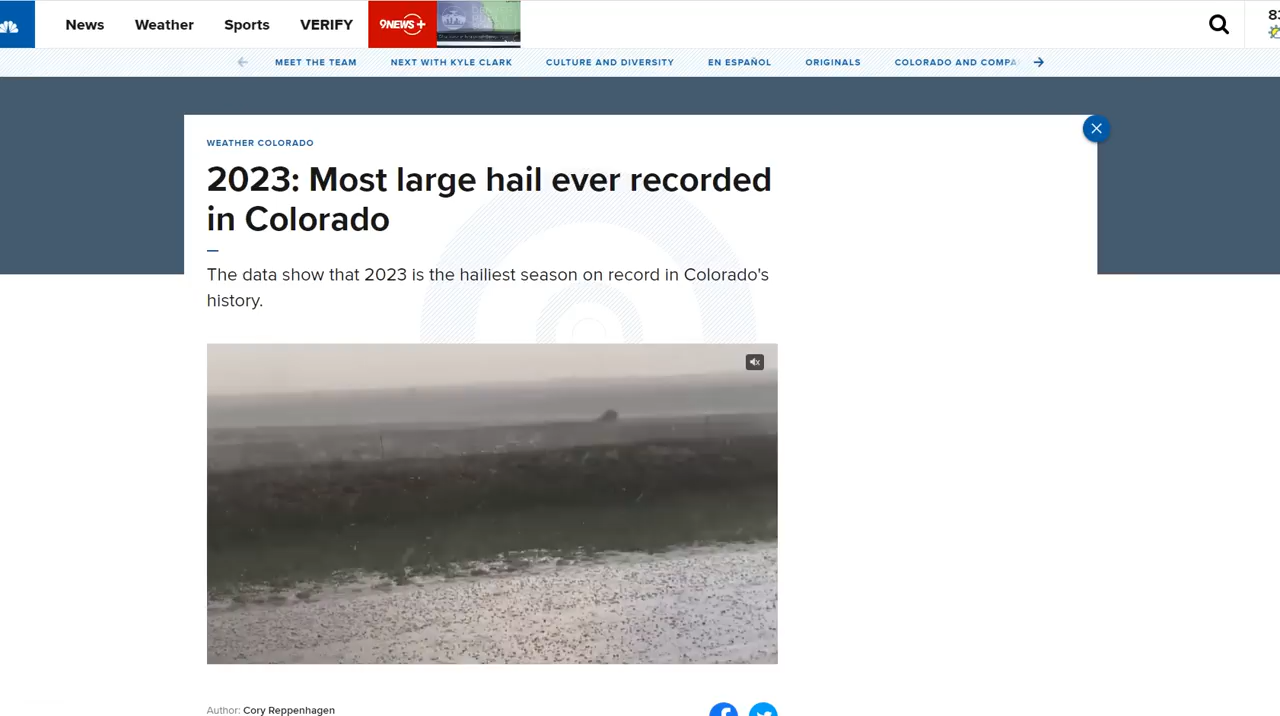 News Weather Sports VERIFY 9NEWS+
83
MEET THE TEAM NEXT WITH KYLE CLARK CULTURE AND DIVERSITY EN ESPAÑOL ORIGINALS COLORADO AND COMPA
WEATHER COLORADO
2023: Most large hail ever recorded
in Colorado
The data show that 2023 is the hailiest season on record in Colorado's
history.
Author: Cory Reppenhagen